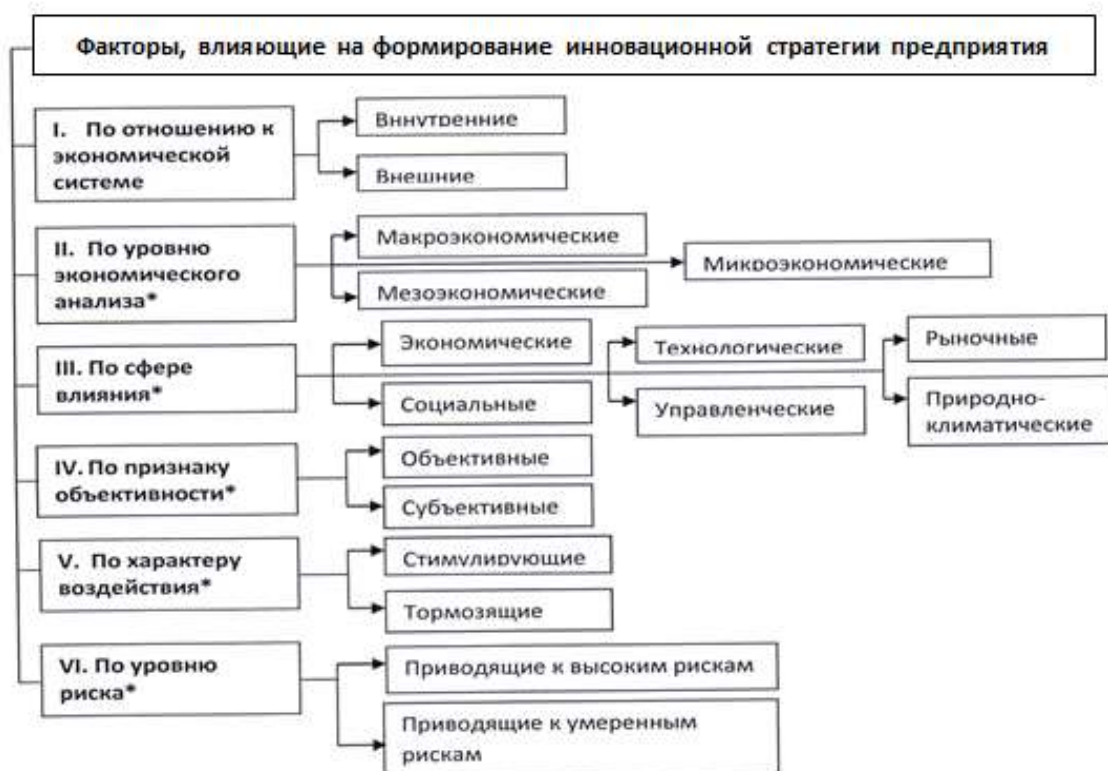 Факторы, влияющие на формирование инновационной стратегии предприятия
I. По отношению к
экономической
системе
Вннутренние
Внешние
II. По уровню
экономического
анализа*
Макроэкономические
Микроэкономические
Мезоэкономические
III. По сфере
влияния*
Экономические
Технологические
Рыночные
Социальные
Управленческие
Природно-
климатические
IV. По признаку
объективности*
Объективные
Субъективные
V. По характеру
воздействия*
Стимулирующие
Тормозящие
VI. По уровню
риска*
Приводящие к высоким рискам
Приводящие к умеренным
рискам